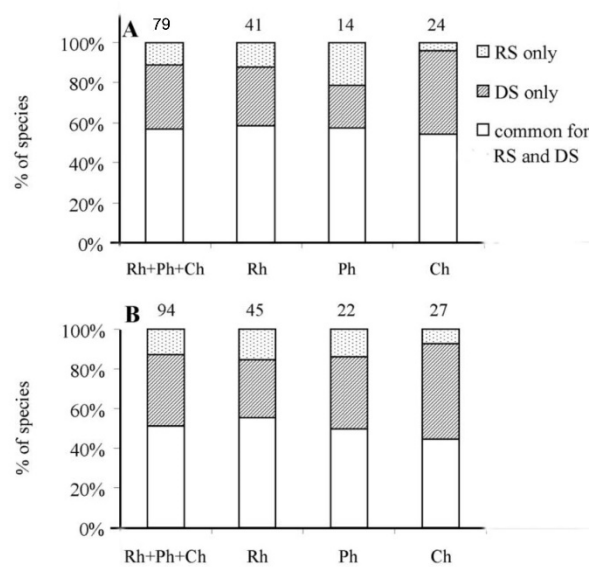 A 79 41 14 24
100%
80%
60%
40%
20%
0%
% of species
Rh+Ph+Ch Rh Ph Ch
RS only
DS only
common for
RS and DS
B 94 45 22 27
100%
80%
60%
40%
20%
0%
% of species
Rh+Ph+Ch Rh Ph Ch